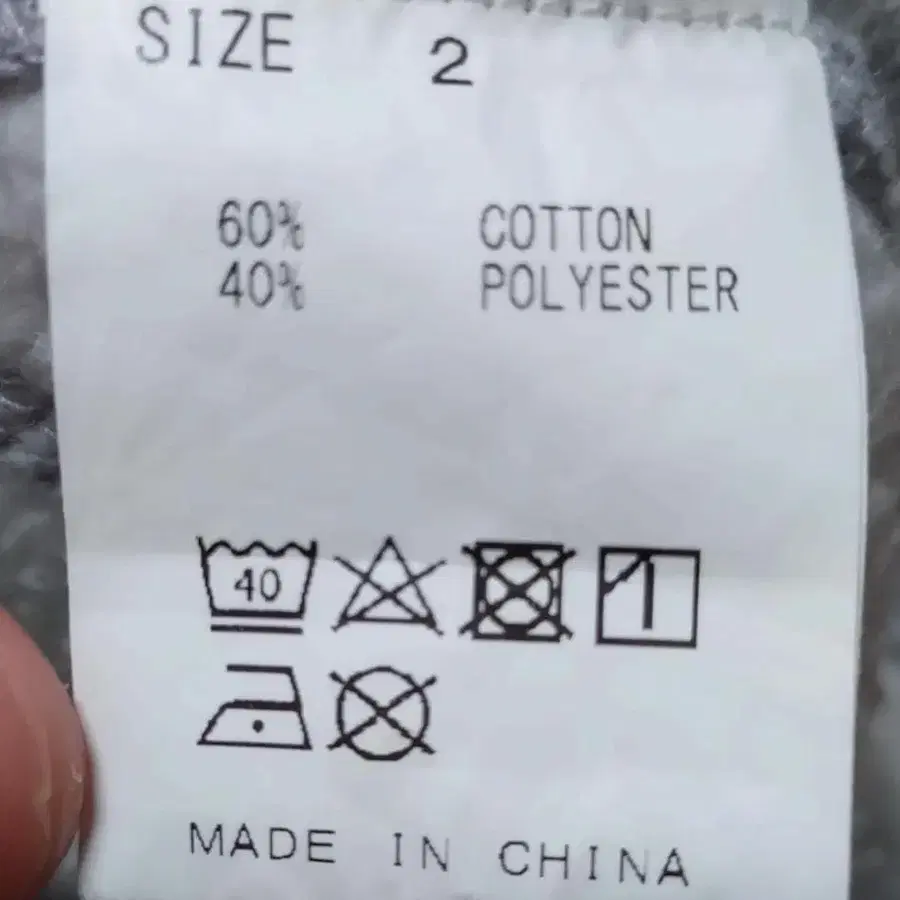 SIZE 2
60% COTTON
40% POLYESTER
40
MADE IN CHINA